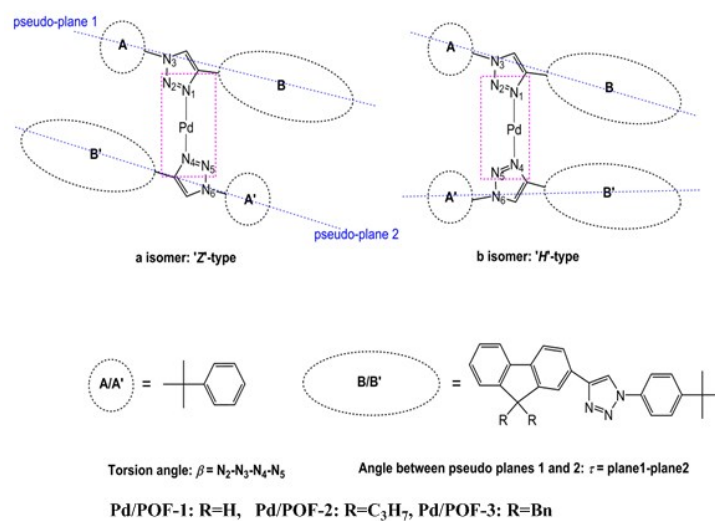 pseudo-plane 1
A
N3
N2=N1
B
Pd
B'
N4-N5
N6
A'
pseudo-plane 2
a isomer: 'Z'-type
A
N3
N2=N1
B
Pd
N5=N4
A'
N6
B'
b isomer: 'H'-type
A/A' =
B/B' =
R R
N=N
N
Torsion angle: β = N2-N3-N4-N5
Angle between pseudo planes 1 and 2: τ = plane1-plane2
Pd/POF-1: R=H, Pd/POF-2: R=C3H7, Pd/POF-3: R=Bn